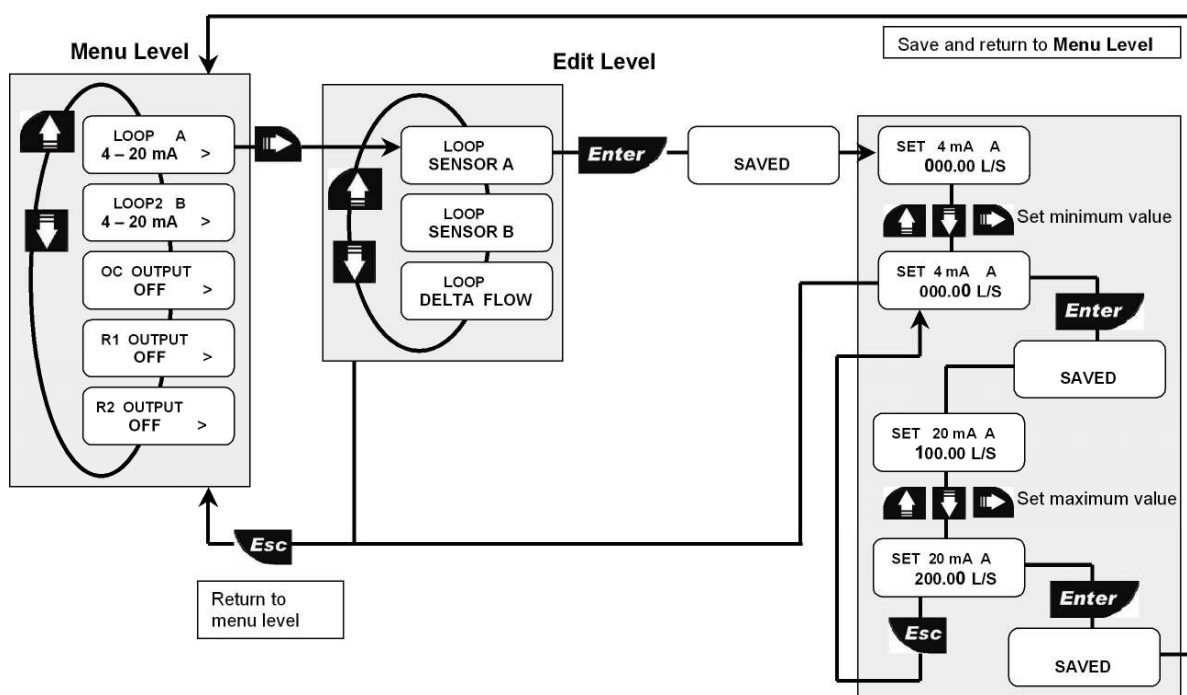 Save and return to Menu Level
Menu Level
Edit Level
LOOP A
4 – 20 mA >
LOOP2 B
4 – 20 mA >
OC OUTPUT
OFF >
R1 OUTPUT
OFF >
R2 OUTPUT
OFF >
LOOP
SENSOR A
LOOP
SENSOR B
LOOP
DELTA FLOW
Enter
SAVED
SET 4 mA A
000.00 L/S
Set minimum value
SET 4 mA A
000.00 L/S
Enter
SAVED
SET 20 mA A
100.00 L/S
Set maximum value
SET 20 mA A
200.00 L/S
Enter
Esc
SAVED
Esc
Return to
menu level